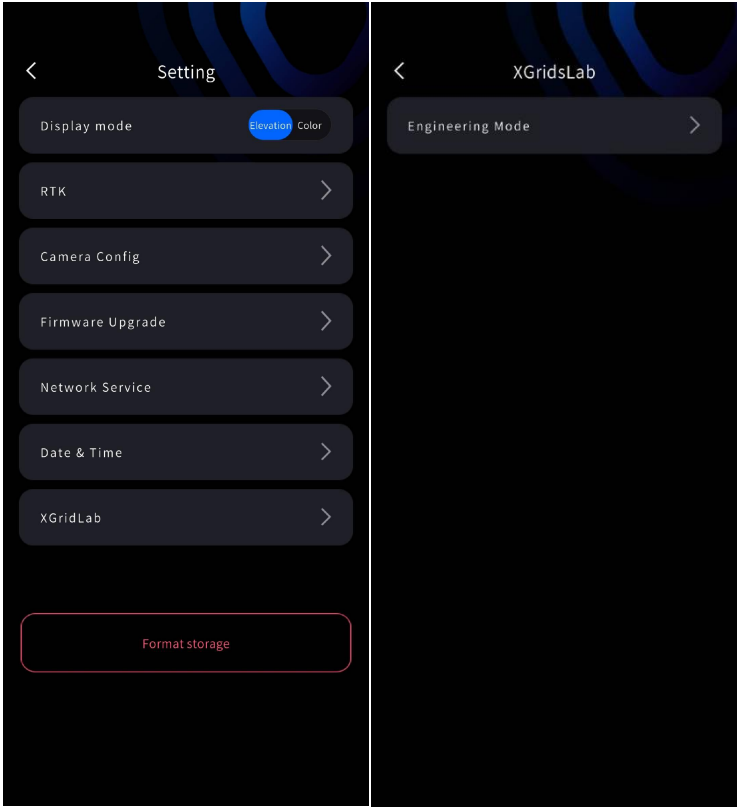 Setting
Display mode Elevation Color
RTK
Camera Config
Firmware Upgrade
Network Service
Date & Time
XGridLab
Format storage
XGridsLab
Engineering Mode